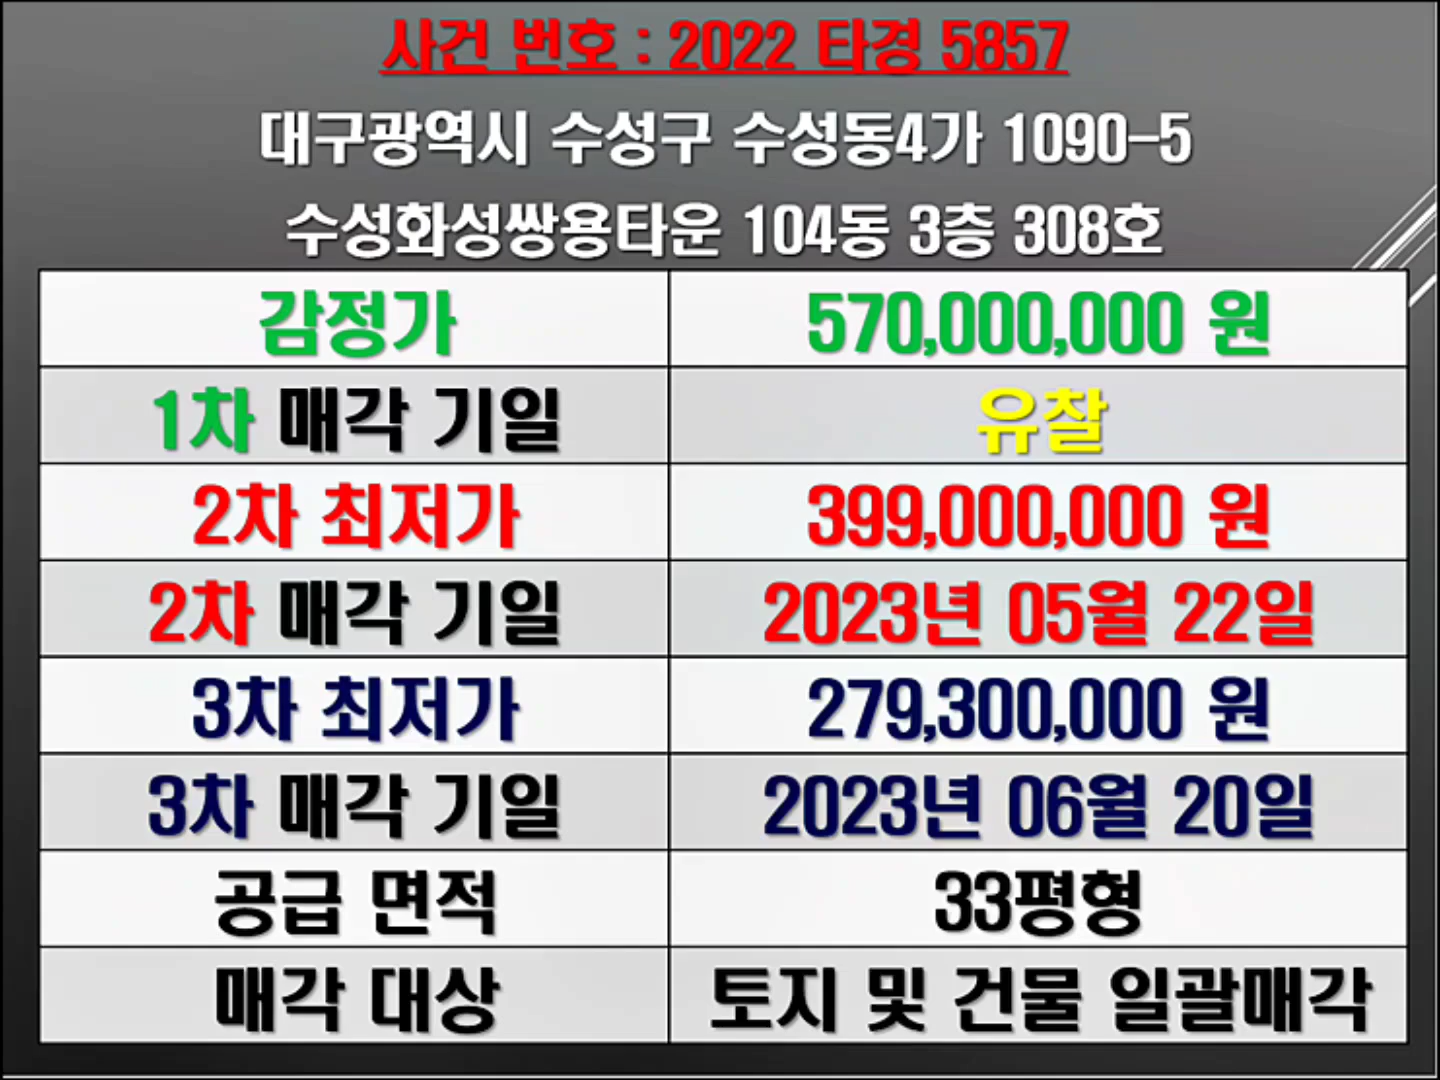 사건 번호 : 2022 타경 5857
대구광역시 수성구 수성동4가 1090-5
수성화성쌍용타운 104동 3층 308호
감정가 570,000,000 원
1차 매각 기일 유찰
2차 최저가 399,000,000 원
2차 매각 기일 2023년 05월 22일
3차 최저가 279,300,000 원
3차 매각 기일 2023년 06월 20일
공급 면적 33평형
매각 대상 토지 및 건물 일괄매각